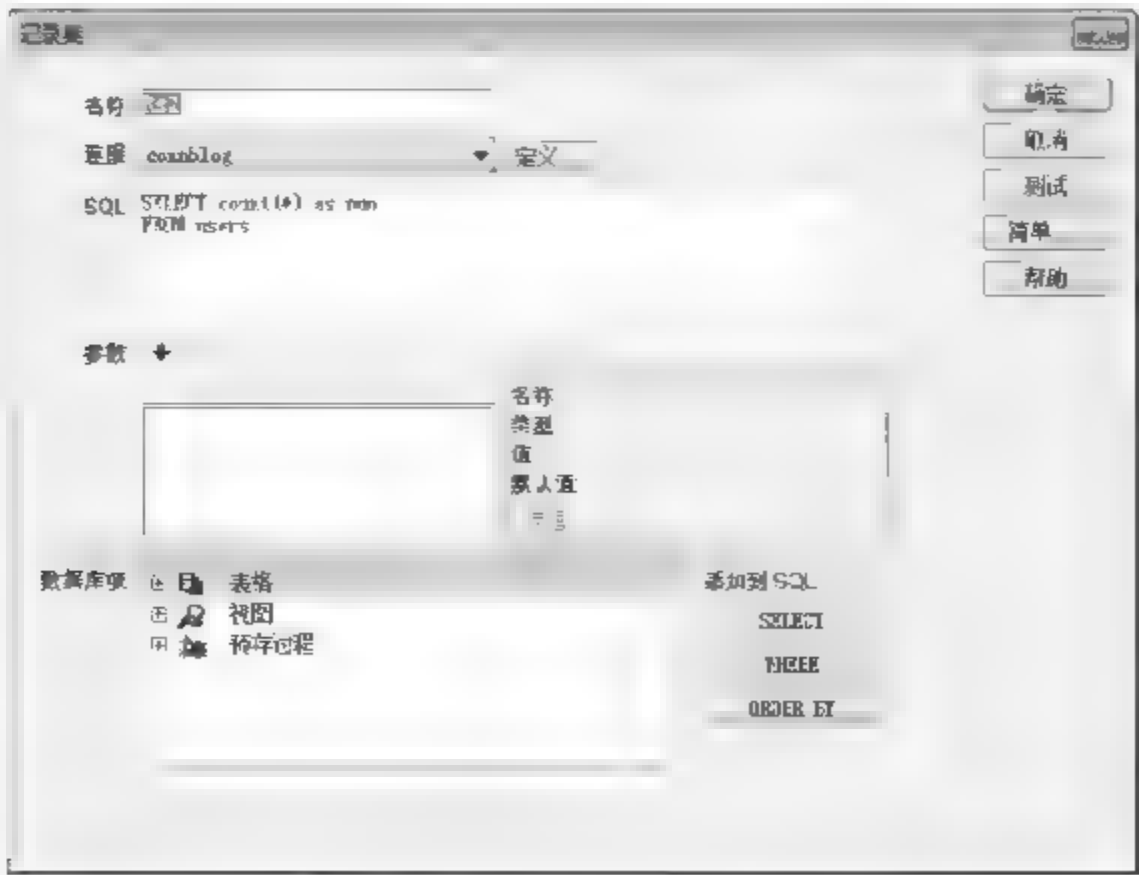 记录集
名称
确定
连接 connblog 定义
取消
SQL SELECT count(*) as num
FROM users
测试
简单
帮助
参数
名称
类型
值
默认值
数据库项 表格
视图
预存过程
添加到 SQL
SELECT
WHERE
ORDER BY